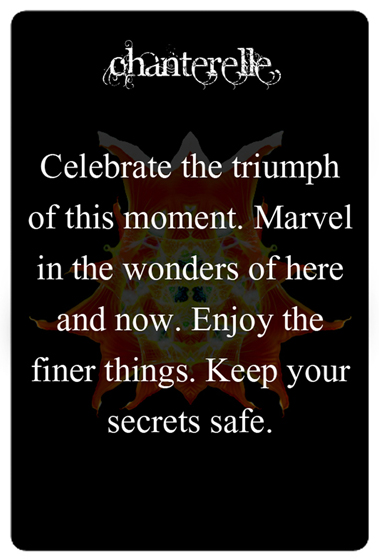 chanterelle.
Celebrate the triumph
of this moment. Marvel
in the wonders of here
and now. Enjoy the
finer things. Keep your
secrets safe.